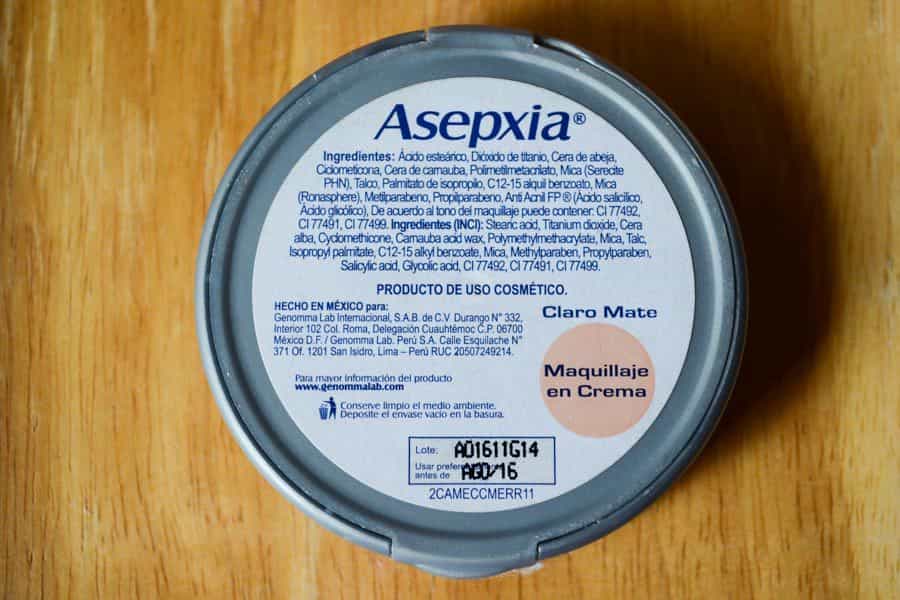 Asepxia®
Ingredientes: Ácido esteárico, Dióxido de titanio, Cera de abeja,
Ciclometicona, Cera de carnauba, Polimetilmetacrilato, Mica (Serecite
PHN), Talco, Palmitato de isopropilo, C12-15 alquil benzoato, Mica
(Ronasphere), Metilparabeno, Propilparabeno, Anti Acnil FP® (Ácido salicílico,
Ácido glicólico), De acuerdo al tono del maquillaje puede contener: CI 77492,
CI 77491, CI 77499. Ingredientes (INCI): Stearic acid, Titanium dioxide, Cera
alba, Cyclomethicone, Carnauba acid wax, Polymethylmethacrylate, Mica, Talc,
Isopropyl palmitate, C12-15 alkyl benzoate, Mica, Methylparaben, Propylparaben,
Salicylic acid, Glycolic acid, CI 77492, CI 77491, CI 77499.
PRODUCTO DE USO COSMÉTICO.
HECHO EN MÉXICO para:
Genomma Lab Internacional, S.A.B. de C.V Durango N° 332,
Interior 102 Col. Roma, Delegación Cuauhtémoc C.P. 06700
México D.F. / Genomma Lab. Perú S.A. Calle Esquilache N°
371 Of. 1201 San Isidro, Lima – Perú RUC 20507249214.
Claro Mate
Maquillaje
en Crema
Para mayor información del producto
www.genommalab.com
Conserve limpio el medio ambiente.
Deposite el envase vacío en la basura.
Lote: AO1611G14
Usar preferentemente
antes de AGO/16
2CAMECCMERR11